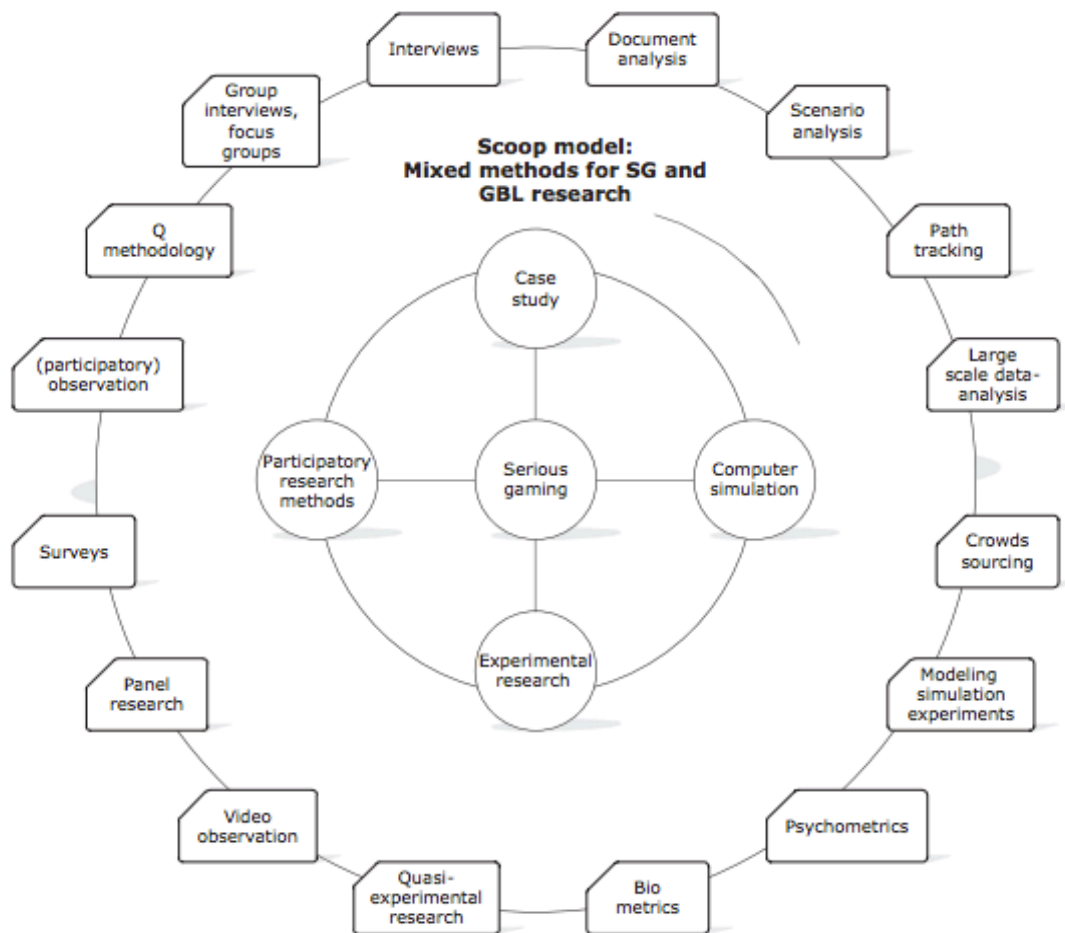 Interviews
Document
analysis
Group
interviews,
focus
groups
Scenario
analysis
Scoop model:
Mixed methods for SG and
GBL research
Q
methodology
Path
tracking
Case
study
(participatory)
observation
Large
scale data-
analysis
Participatory
research
methods
Serious
gaming
Computer
simulation
Surveys
Crowds
sourcing
Experimental
research
Panel
research
Modeling
simulation
experiments
Video
observation
Psychometrics
Quasi-
experimental
research
Bio
metrics